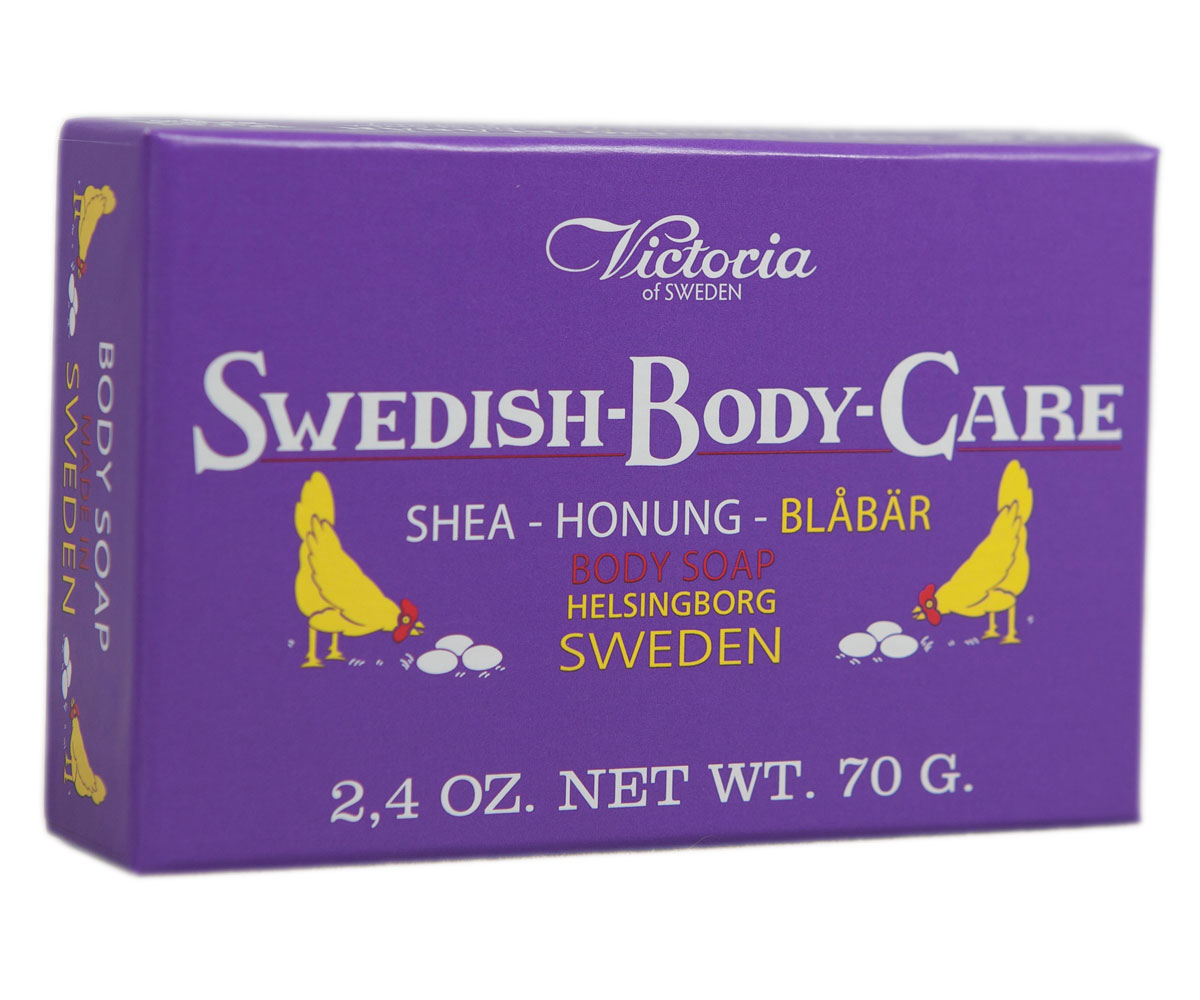 Victoria
of SWEDEN
SWEDISH-BODY-CARE
SHEA - HONUNG - BLÅBÄR
BODY SOAP
HELSINGBORG
SWEDEN
2,4 OZ. NET WT. 70 G.
BODY SOAP
MADE IN
SWEDEN